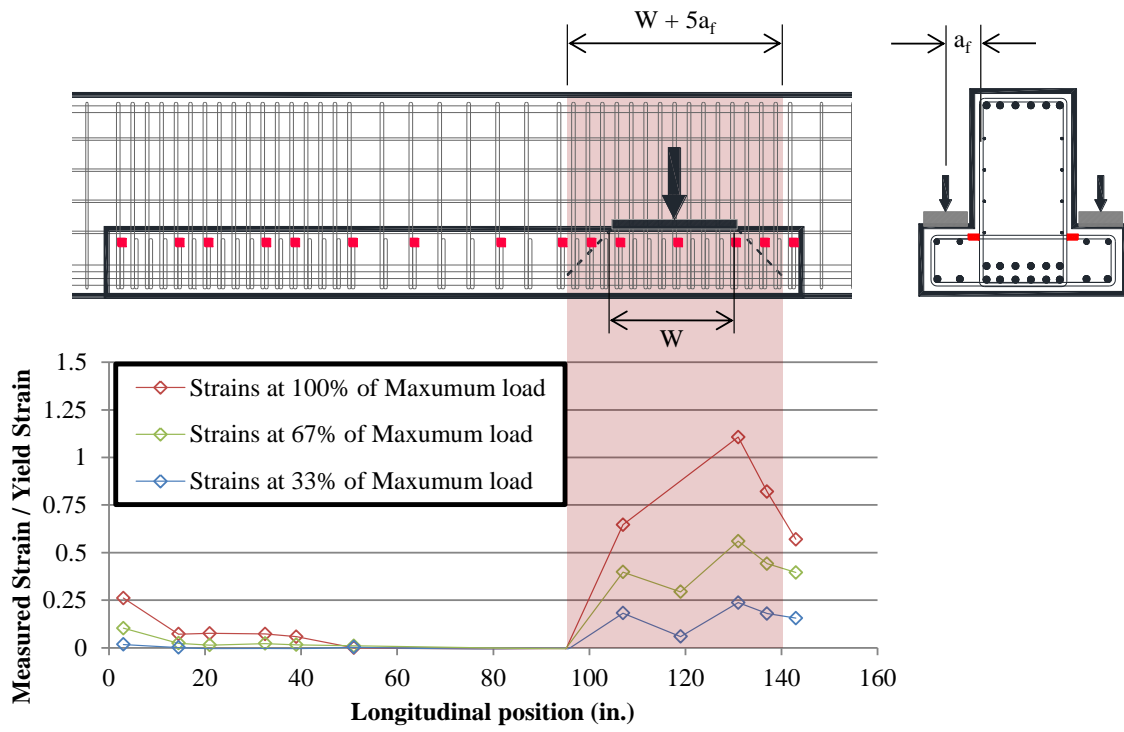 W + 5af
af
W
1.5
1.25
1
0.75
0.5
0.25
0
Measured Strain / Yield Strain
Strains at 100% of Maxumum load
Strains at 67% of Maxumum load
Strains at 33% of Maxumum load
0 20 40 60 80 100 120 140 160
Longitudinal position (in.)